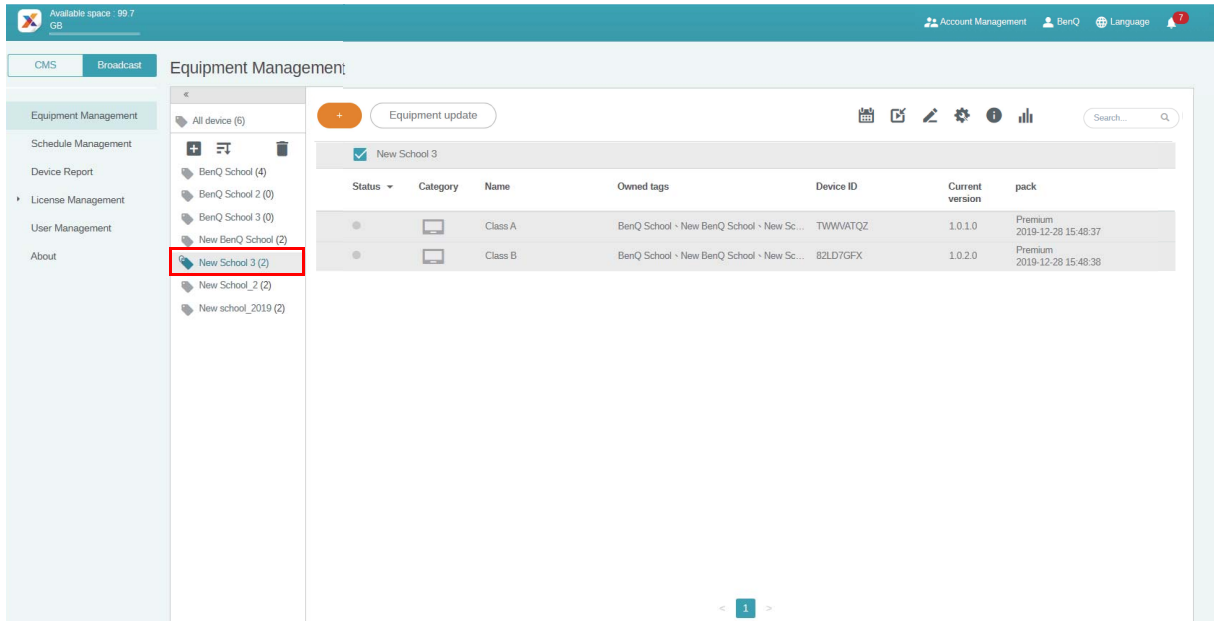 Available space : 99.7
GB
Account Management
BenQ
Language
7
CMS
Broadcast
Equipment Management
Equipment Management
Schedule Management
Device Report
License Management
User Management
About
«
All device (6)
BenQ School (4)
BenQ School 2 (0)
BenQ School 3 (0)
New BenQ School (2)
New School 3 (2)
New School_2 (2)
New school_2019 (2)
+
Equipment update
Search...
New School 3
Status Category Name Owned tags Device ID Current version pack
Class A BenQ School、New BenQ School、New Sc... TWWVATQZ 1.0.1.0 Premium
2019-12-28 15:48:37
Class B BenQ School、New BenQ School、New Sc... 82LD7GFX 1.0.2.0 Premium
2019-12-28 15:48:38
< 1 >